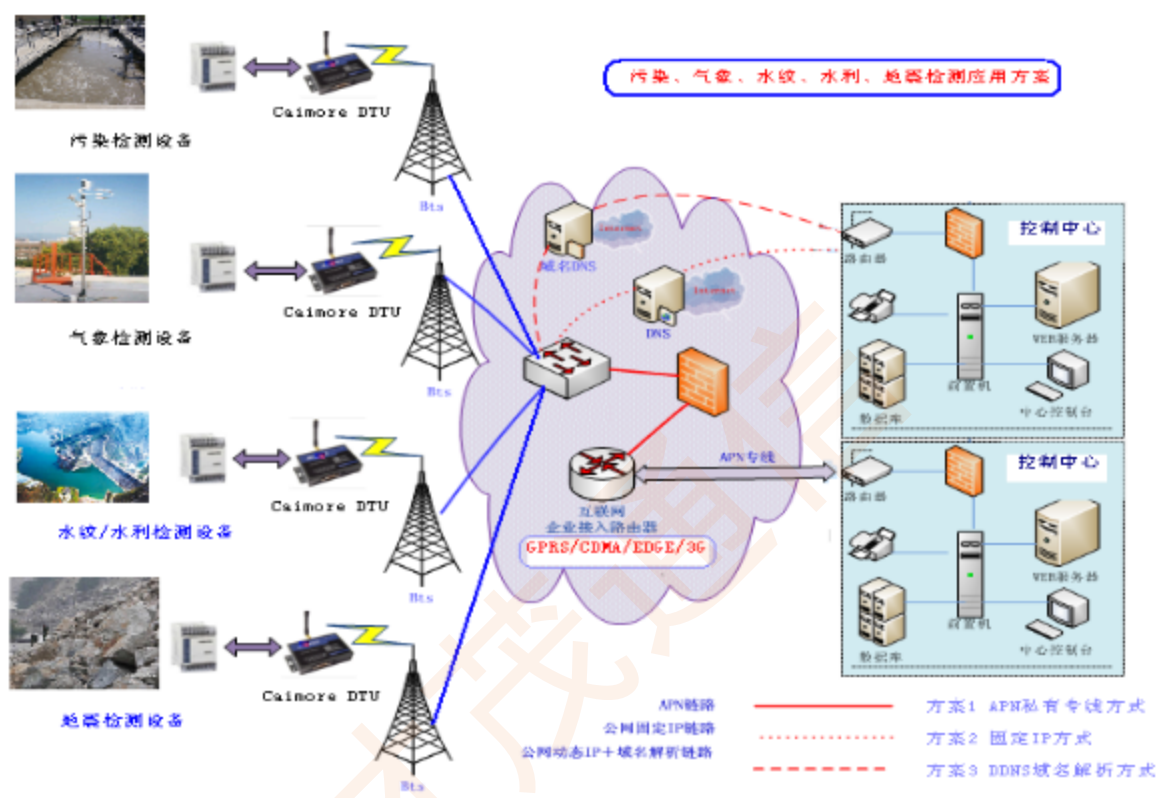 污染、气象、水纹、水利、地震检测应用方案
Caimore DTU
污染检测设备
Bts
Caimore DTU
气象检测设备
Bts
Caimore DTU
水纹/水利检测设备
Bts
Caimore DTU
地震检测设备
Bts
Internet
域名DNS
Internet
DNS
互联网
企业接入路由器
GPRS/CDMA/EDGE/3G
APN专线
控制中心
路由器
WEB服务器
前置机
数据库
中心控制台
控制中心
路由器
WEB服务器
前置机
数据库
中心控制台
APN链路
方案1 APN私有专线方式
公网固定IP链路
方案2 固定IP方式
公网动态IP+域名解析链路
方案3 DDNS域名解析方式
茂通信